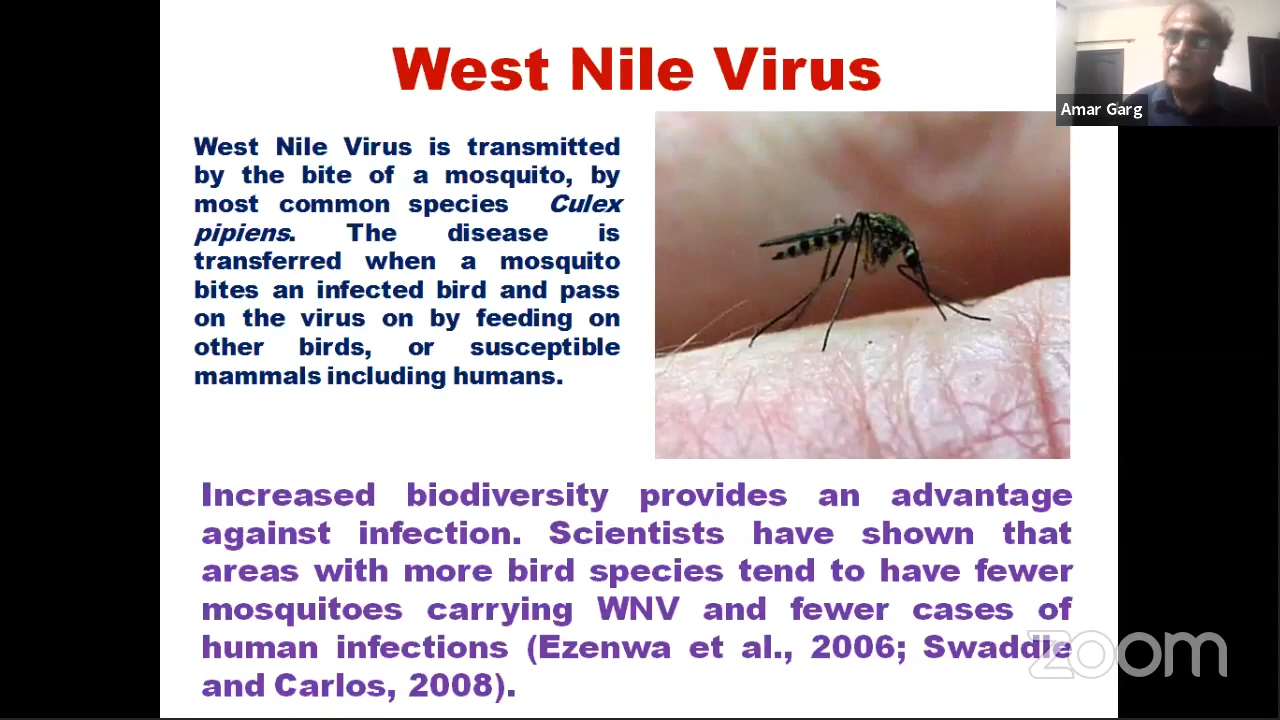 West Nile Virus
Amar Garg
West Nile Virus is transmitted
by the bite of a mosquito, by
most common species Culex
pipiens. The disease is
transferred when a mosquito
bites an infected bird and pass
on the virus on by feeding on
other birds, or susceptible
mammals including humans.
Increased biodiversity provides an advantage
against infection. Scientists have shown that
areas with more bird species tend to have fewer
mosquitoes carrying WNV and fewer cases of
human infections (Ezenwa et al., 2006; Swaddle
and Carlos, 2008).
zoom